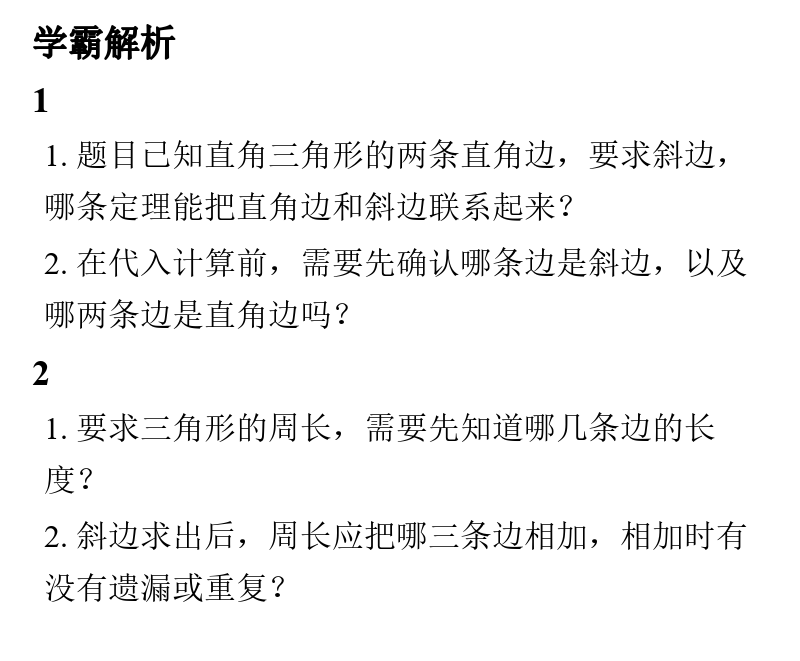 学霸解析
1
1. 题目已知直角三角形的两条直角边，要求斜边，
哪条定理能把直角边和斜边联系起来？
2. 在代入计算前，需要先确认哪条边是斜边，以及
哪两条边是直角边吗？
2
1. 要求三角形的周长，需要先知道哪几条边的长
度？
2. 斜边求出后，周长应把哪三条边相加，相加时有
没有遗漏或重复？